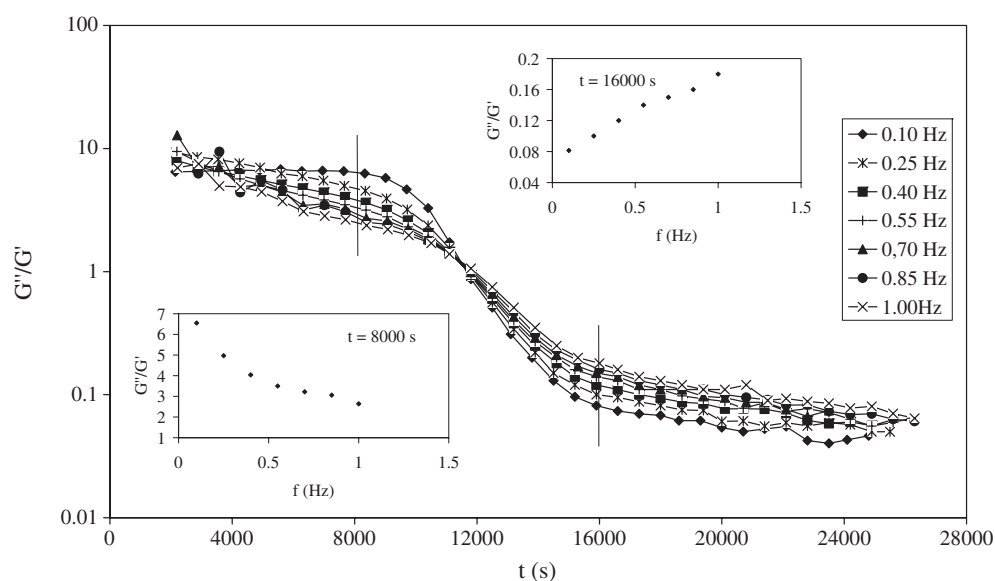 100
10
1
0.1
0.01
G''/G'
0 4000 8000 12000 16000 20000 24000 28000
t (s)
t = 16000 s
0.2
0.16
0.12
0.08
0.04
G''/G'
0 0.5 1 1.5
f (Hz)
0.10 Hz
0.25 Hz
0.40 Hz
0.55 Hz
0,70 Hz
0.85 Hz
1.00Hz
t = 8000 s
7
6
5
4
3
2
1
G''/G'
0 0.5 1 1.5
f (Hz)